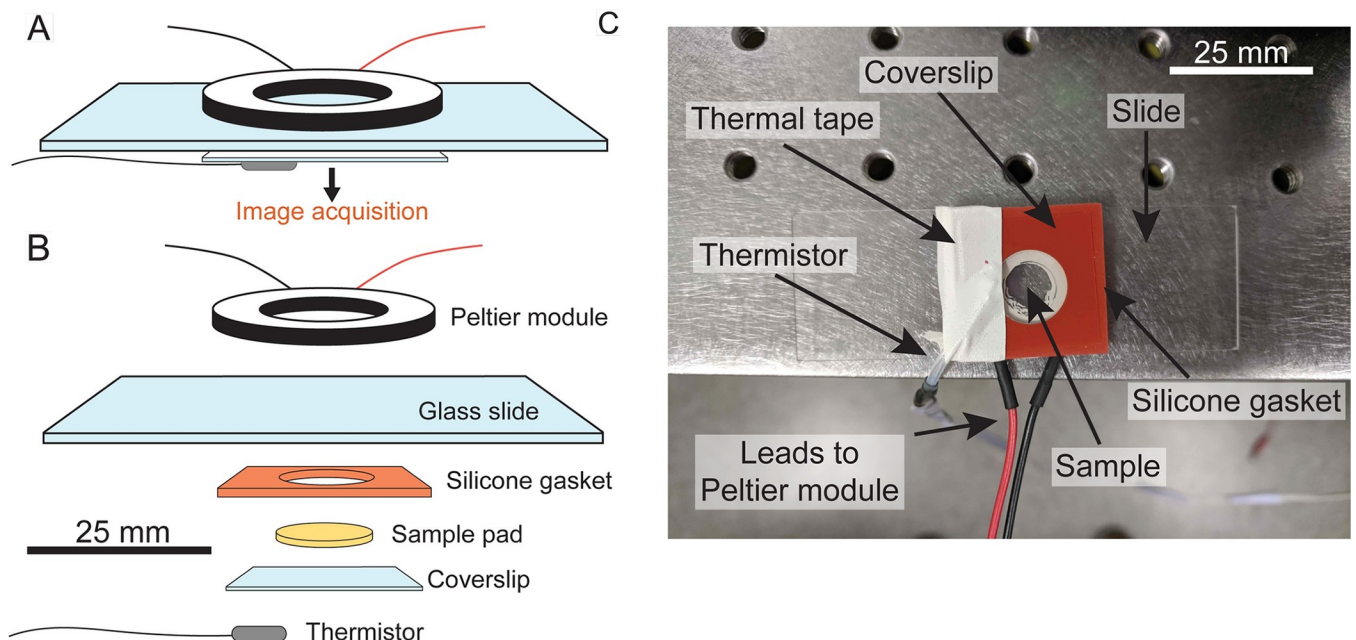 A
Image acquisition
B
Peltier module
Glass slide
Silicone gasket
25 mm
Sample pad
Coverslip
Thermistor
C
25 mm
Coverslip
Slide
Thermal tape
Thermistor
Silicone gasket
Leads to
Peltier module
Sample